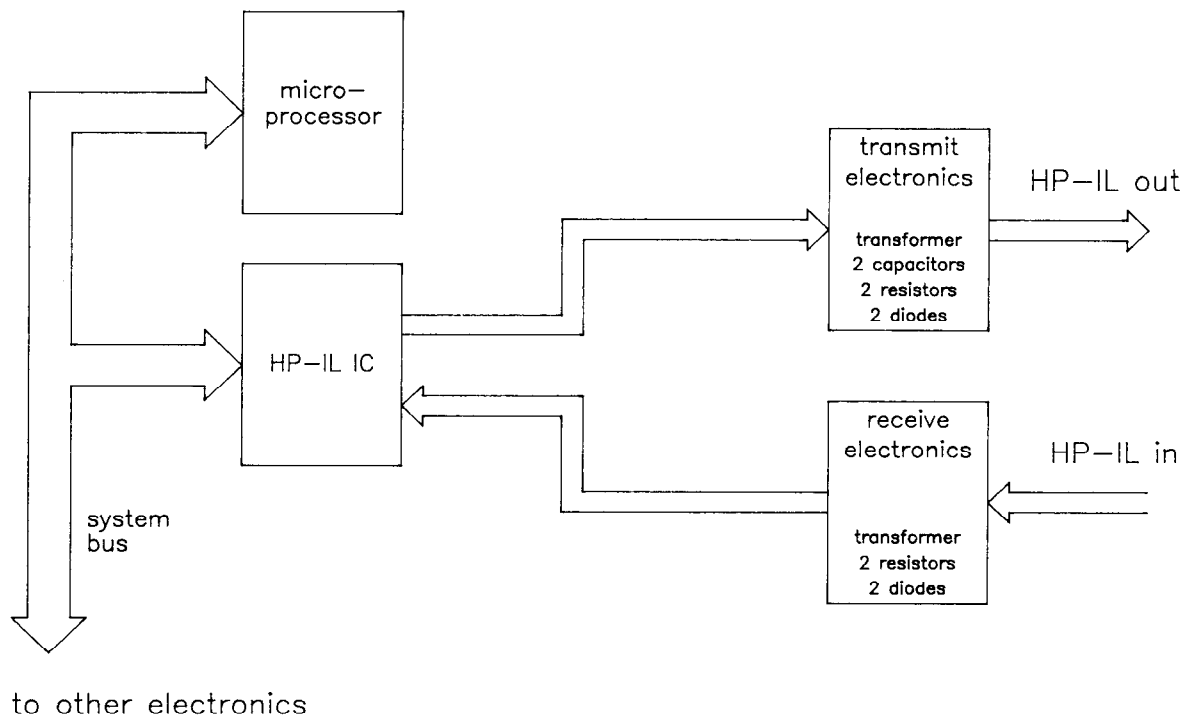 micro–
processor
transmit
electronics
transformer
2 capacitors
2 resistors
2 diodes
HP–IL out
HP–IL IC
receive
electronics
transformer
2 resistors
2 diodes
HP–IL in
system
bus
to other electronics